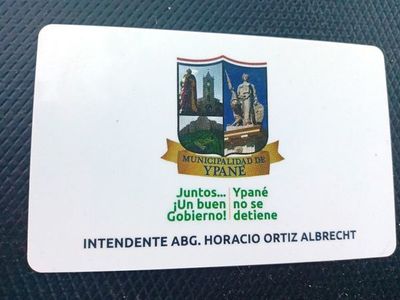 MUNICIPALIDAD DE
YPANÉ
Juntos...
¡Un buen
Gobierno!
Ypané
no se
detiene
INTENDENTE ABG. HORACIO ORTIZ ALBRECHT